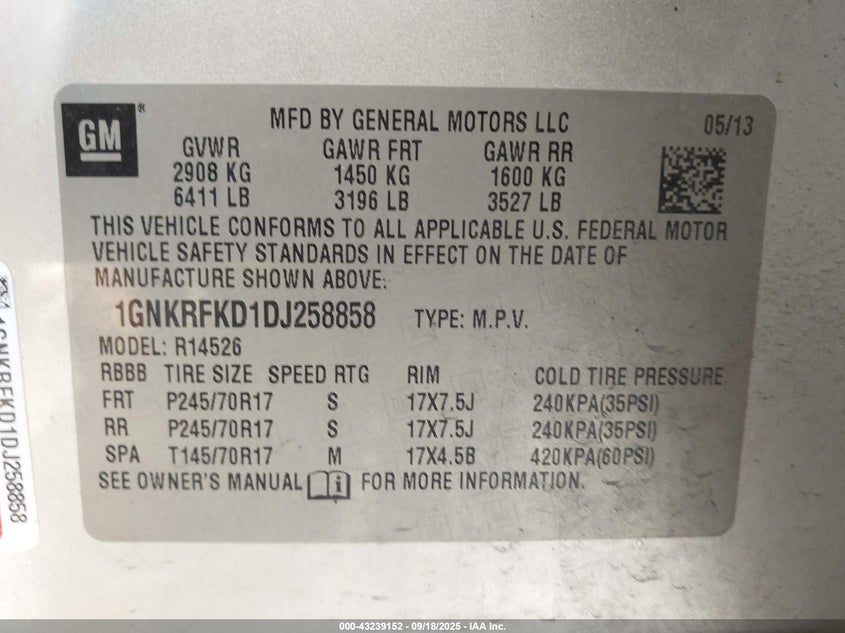 GM ®
MFD BY GENERAL MOTORS LLC 05/13
GVWR GAWR FRT GAWR RR
2908 KG 1450 KG 1600 KG
6411 LB 3196 LB 3527 LB
THIS VEHICLE CONFORMS TO ALL APPLICABLE U.S. FEDERAL MOTOR
VEHICLE SAFETY STANDARDS IN EFFECT ON THE DATE OF
MANUFACTURE SHOWN ABOVE:
1GNKRFKD1DJ258858 TYPE: M.P.V.
MODEL: R14526
RBBB TIRE SIZE SPEED RTG RIM COLD TIRE PRESSURE
FRT P245/70R17 S 17X7.5J 240KPA(35PSI)
RR P245/70R17 S 17X7.5J 240KPA(35PSI)
SPA T145/70R17 M 17X4.5B 420KPA(60PSI)
SEE OWNER'S MANUAL FOR MORE INFORMATION.
1GNKRFKD1DJ258858
000-43239152 - 09/18/2025 - IAA Inc.